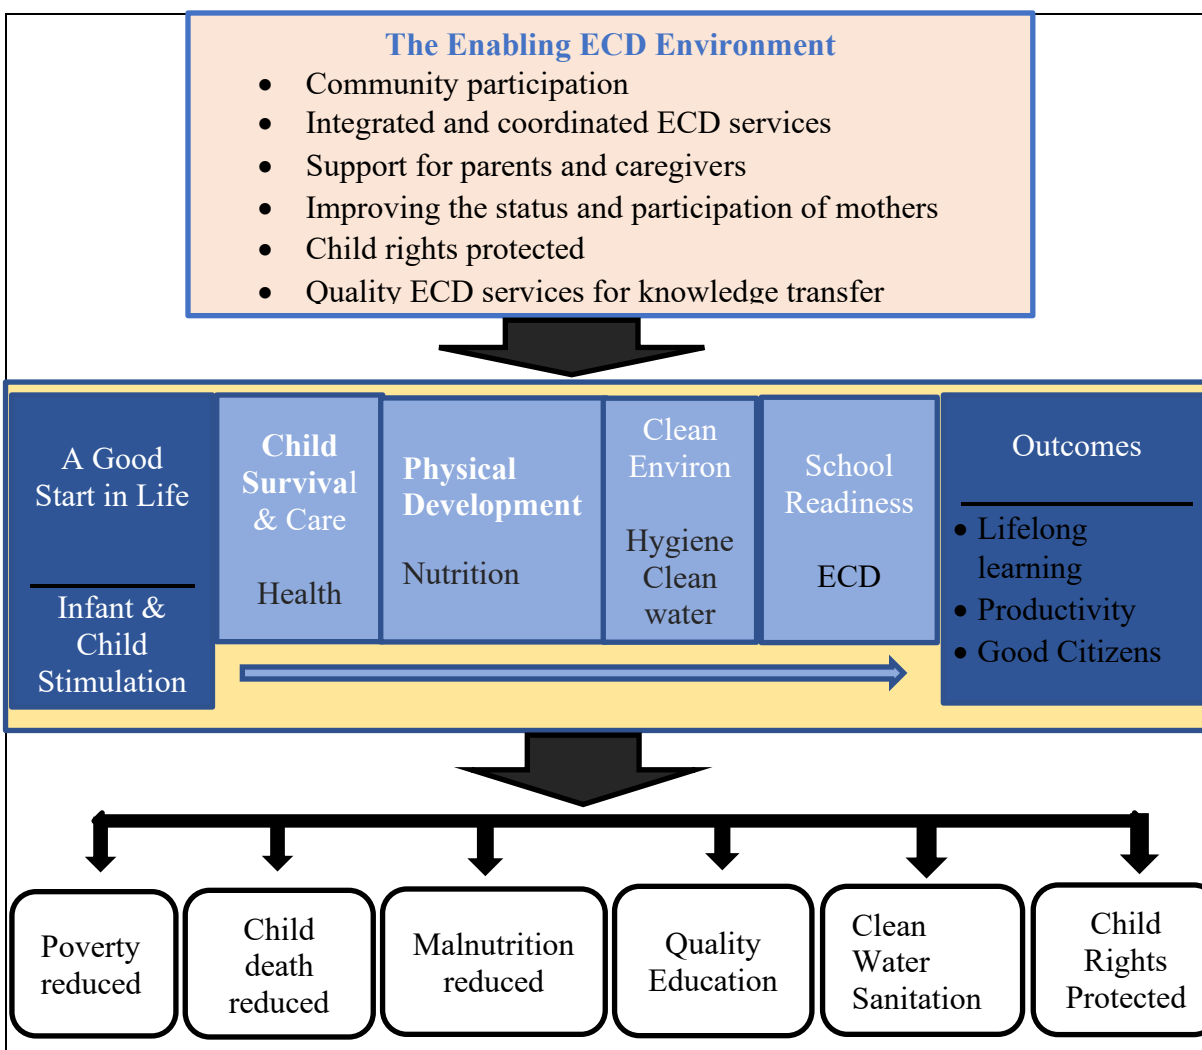 The Enabling ECD Environment
• Community participation
• Integrated and coordinated ECD services
• Support for parents and caregivers
• Improving the status and participation of mothers
• Child rights protected
• Quality ECD services for knowledge transfer
A Good
Start in Life
Infant &
Child
Stimulation
Child
Survival
& Care
Health
Physical
Development
Nutrition
Clean
Environ
Hygiene
Clean
water
School
Readiness
ECD
Outcomes
• Lifelong
learning
• Productivity
• Good Citizens
Poverty
reduced
Child
death
reduced
Malnutrition
reduced
Quality
Education
Clean
Water
Sanitation
Child
Rights
Protected